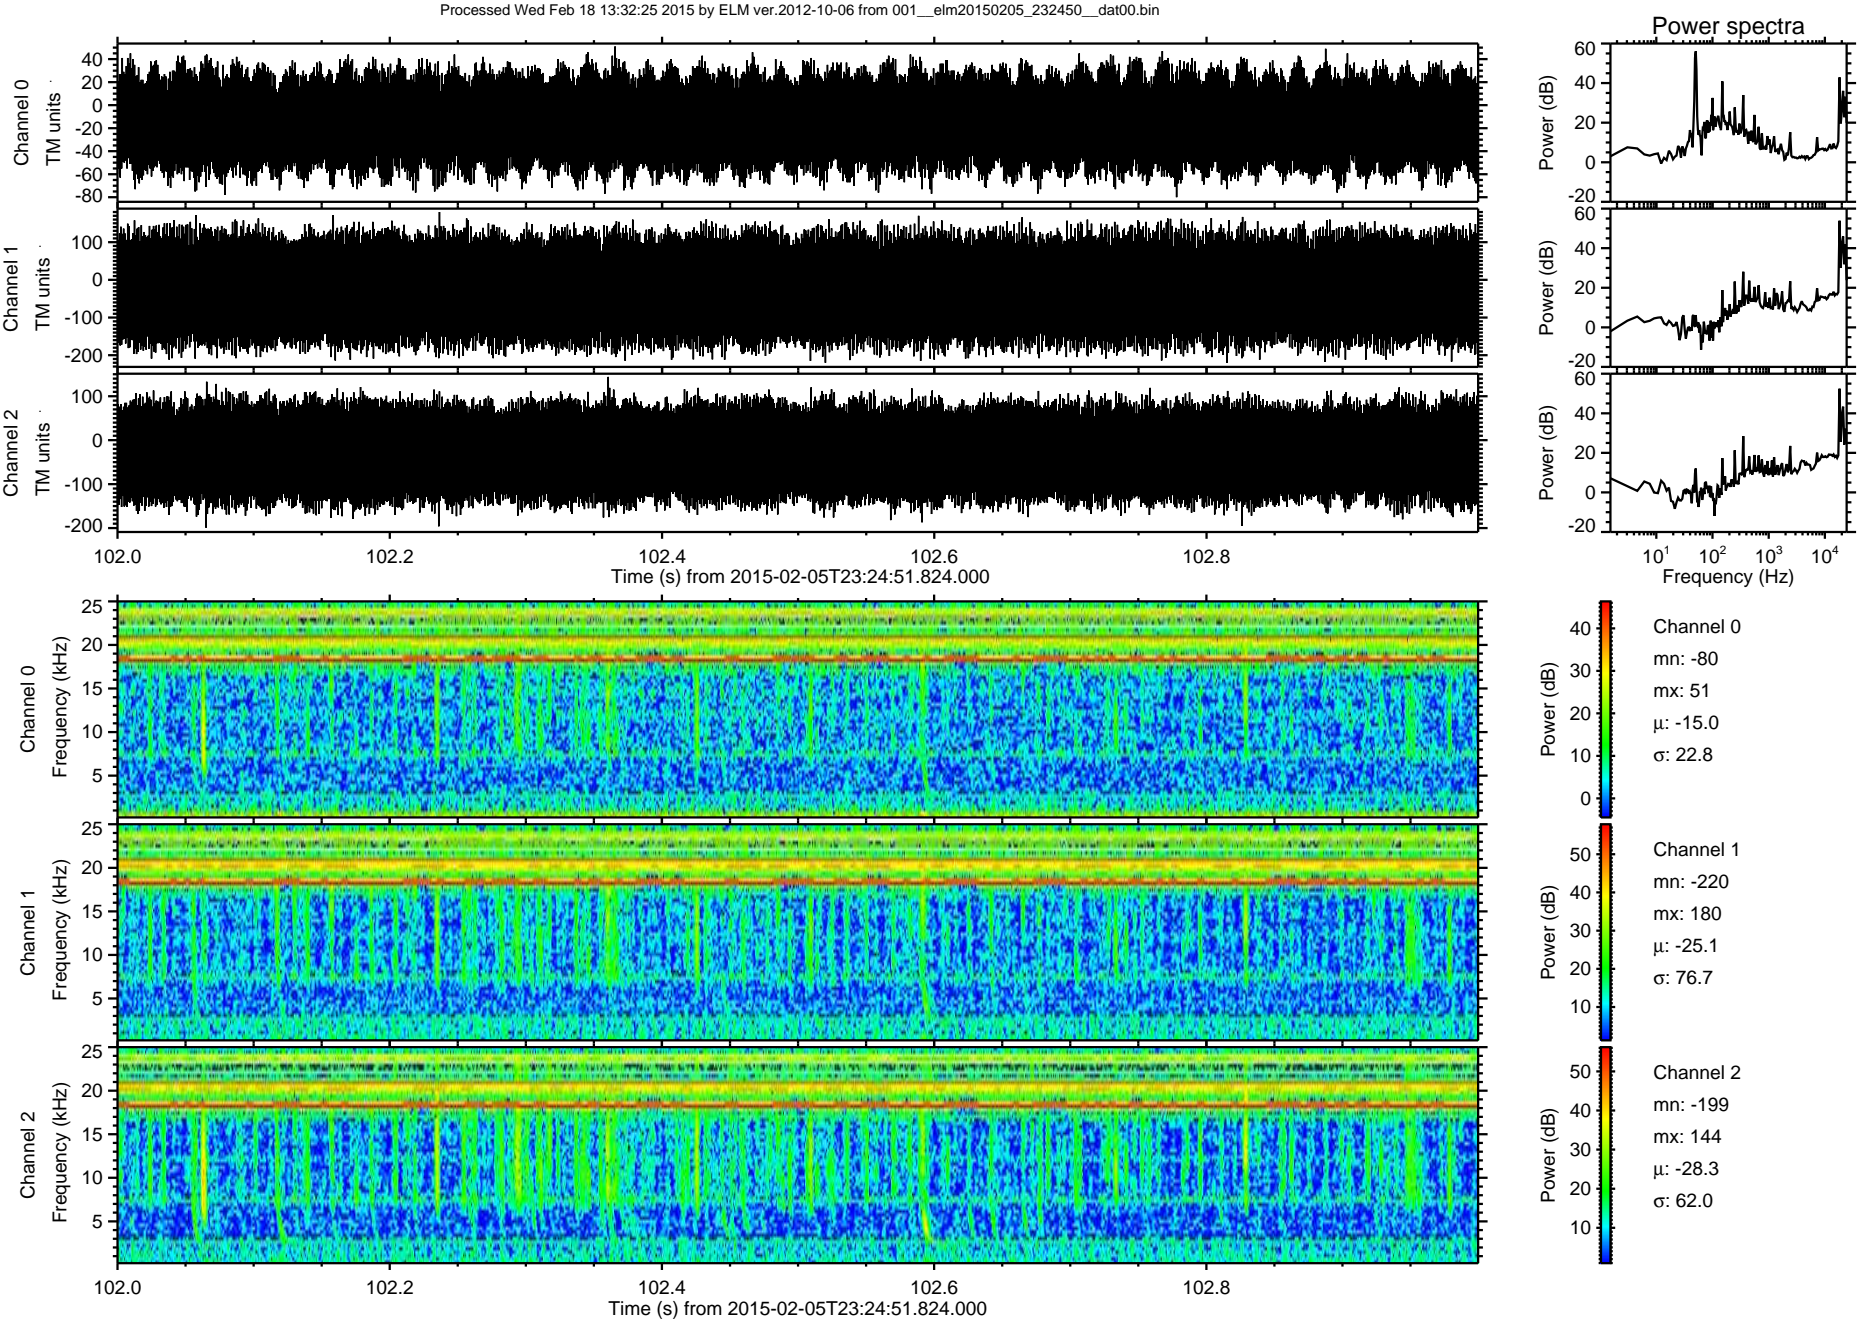 Processed Wed Feb 18 13:32:25 2015 by ELM ver.2012-10-06 from 001__elm20150205_232450__dat00.bin
Power spectra
Channel 0
TM units
40
20
0
-20
-40
-60
-80
Power (dB)
60
40
20
0
-20
Channel 1
TM units
100
0
-100
-200
Power (dB)
60
40
20
0
-20
Channel 2
TM units
100
0
-100
-200
Power (dB)
60
40
20
0
-20
102.0 102.2 102.4 102.6 102.8
Time (s) from 2015-02-05T23:24:51.824.000
10^1 10^2 10^3 10^4
Frequency (Hz)
Channel 0
Frequency (kHz)
25
20
15
10
5
Power (dB)
40
30
20
10
0
Channel 0
mn: -80
mx: 51
μ: -15.0
σ: 22.8
Channel 1
Frequency (kHz)
25
20
15
10
5
Power (dB)
50
40
30
20
10
Channel 1
mn: -220
mx: 180
μ: -25.1
σ: 76.7
Channel 2
Frequency (kHz)
25
20
15
10
5
Power (dB)
50
40
30
20
10
Channel 2
mn: -199
mx: 144
μ: -28.3
σ: 62.0
102.0 102.2 102.4 102.6 102.8
Time (s) from 2015-02-05T23:24:51.824.000